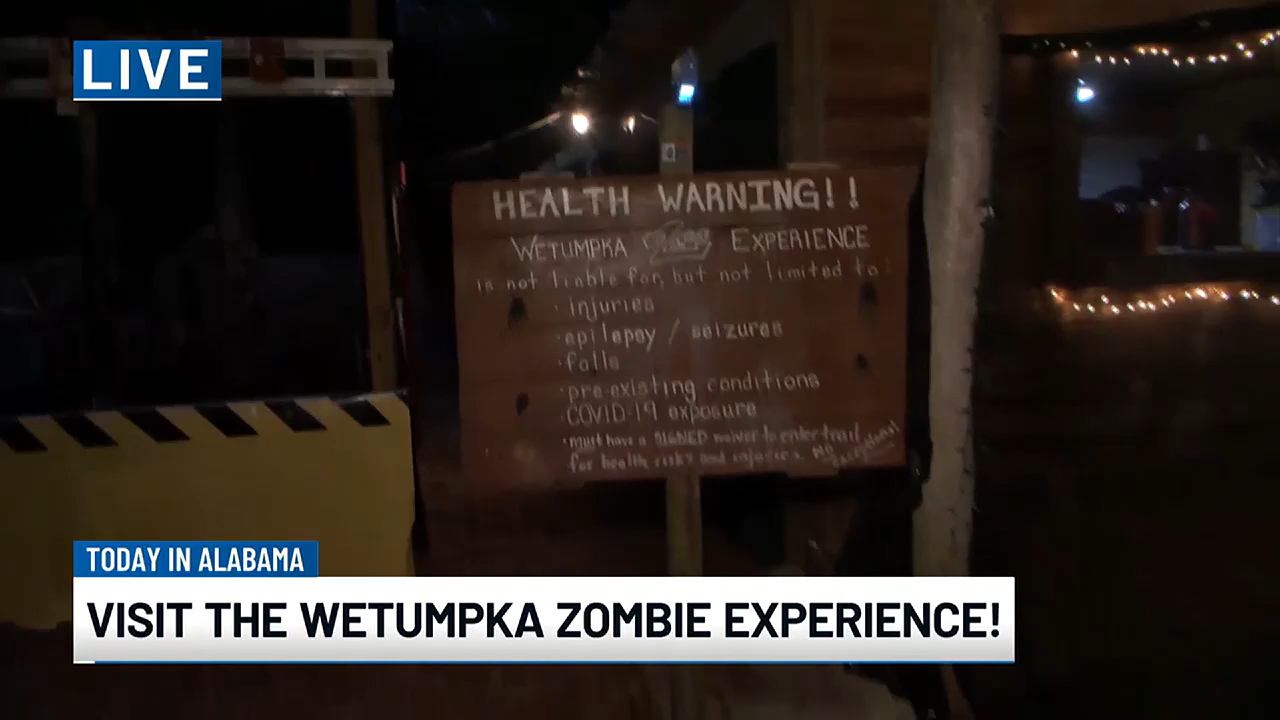 LIVE
HEALTH WARNING!!
WETUMPKA EXPERIENCE
is not liable for, but not limited to:
· injuries
· epilepsy / seizures
· falls
· pre-existing conditions
· COVID-19 exposure
· Must have a SIGNED waiver to enter trail
for health risks and injuries. NO
exceptions!
TODAY IN ALABAMA
VISIT THE WETUMPKA ZOMBIE EXPERIENCE!